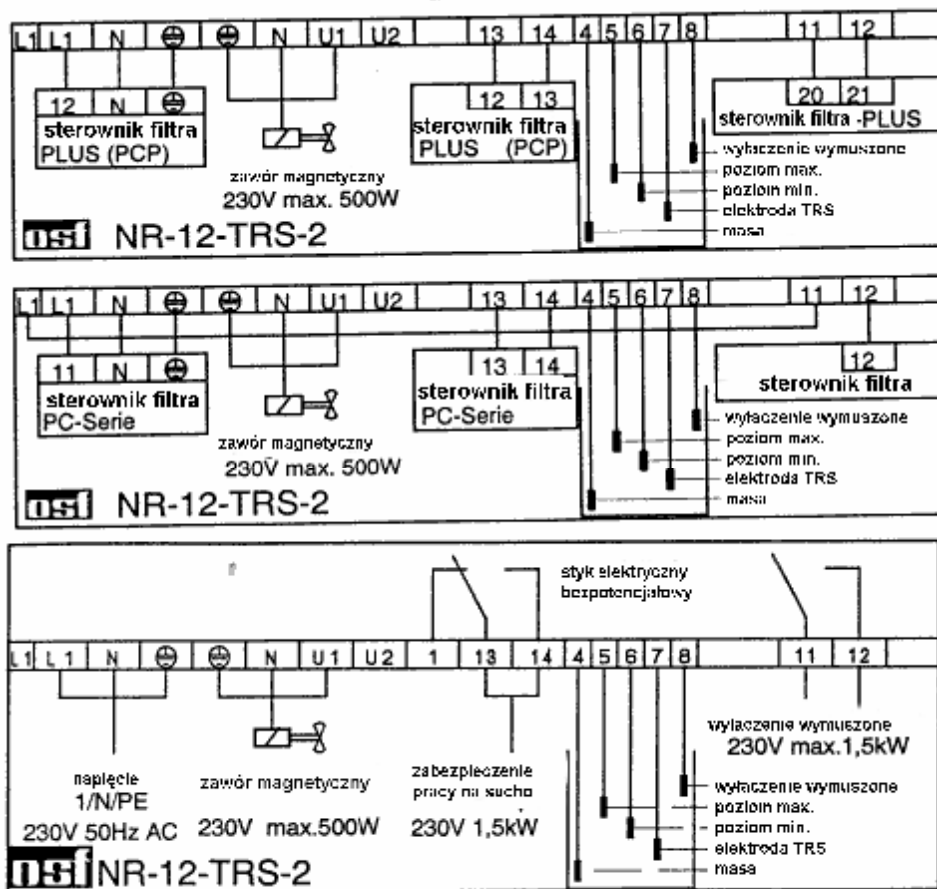 L1 L1 N U1 U2 13 14 4 5 6 7 8 11 12
12 N
sterownik filtra
PLUS (PCP)
zawór magnetyczny
230V max. 500W
12 13
sterownik filtra
PLUS (PCP)
20 21
sterownik filtra -PLUS
wyłaczenie wymuszone
poziom max.
poziom min.
elektroda TRS
masa
osf NR-12-TRS-2
L1 L1 N N U1 U2 13 14 4 5 6 7 8 11 12
11 N
sterownik filtra
PC-Serie
zawór magnetyczny
230V max. 500W
13 14
sterownik filtra
PC-Serie
12
sterownik filtra
wyłaczenie wymuszone
poziom max.
poziom min.
elektroda TRS
masa
osf NR-12-TRS-2
styk elektryczny
bezpotencjałowy
L1 L1 N N U1 U2 1 13 14 4 5 6 7 8 11 12
napięcie
1/N/PE
230V 50Hz AC
zawór magnetyczny
230V max.500W
zabezpieczenie
pracy na sucho
230V 1,5kW
wyłaczenie wymuszone
230V max.1,5kW
wyłaczenie wymuszone
poziom max.
poziom min.
elektroda TRS
masa
osf NR-12-TRS-2